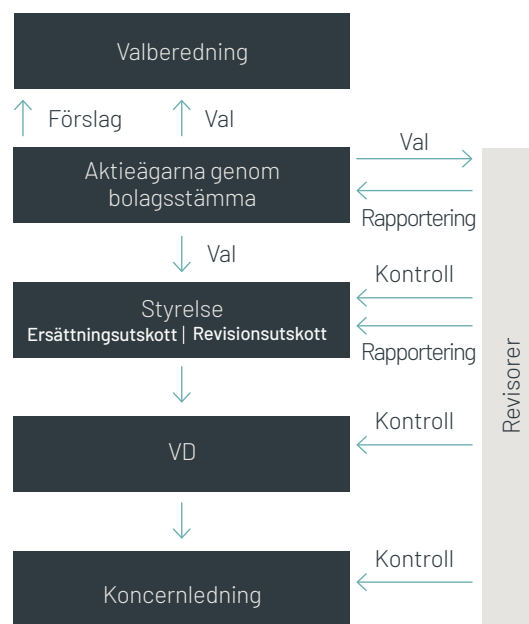 Valberedning
Förslag
Val
Val
Aktieägarna genom
bolagsstämma
Rapportering
Val
Kontroll
Styrelse
Ersättningsutskott | Revisionsutskott
Rapportering
Revisorer
Kontroll
VD
Kontroll
Koncernledning